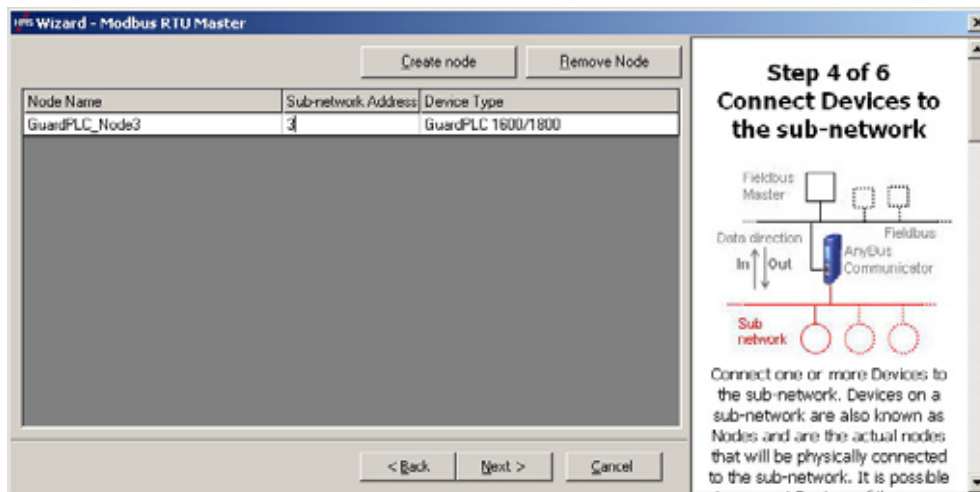 HMS Wizard - Modbus RTU Master
Create node
Remove Node
Node Name Sub-network Address Device Type
GuardPLC_Node3 3 GuardPLC 1600/1800
< Back
Next >
Cancel
Step 4 of 6
Connect Devices to
the sub-network
Fieldbus
Master
Fieldbus
Data direction
In Out
AnyBus
Communicator
Sub
network
Connect one or more Devices to
the sub-network. Devices on a
sub-network are also known as
Nodes and are the actual nodes
that will be physically connected
to the sub-network. It is possible